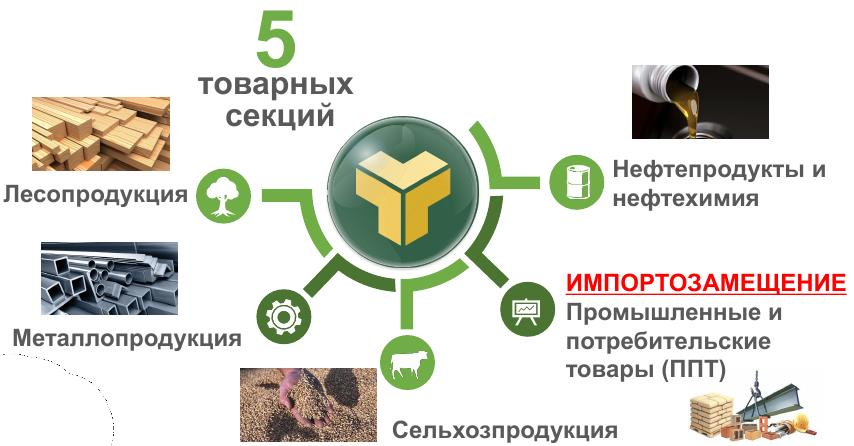 5
товарных
секций
Лесопродукция
Нефтепродукты и
нефтехимия
Металлопродукция
ИМПОРТОЗАМЕЩЕНИЕ
Промышленные и
потребительские
товары (ППТ)
Сельхозпродукция